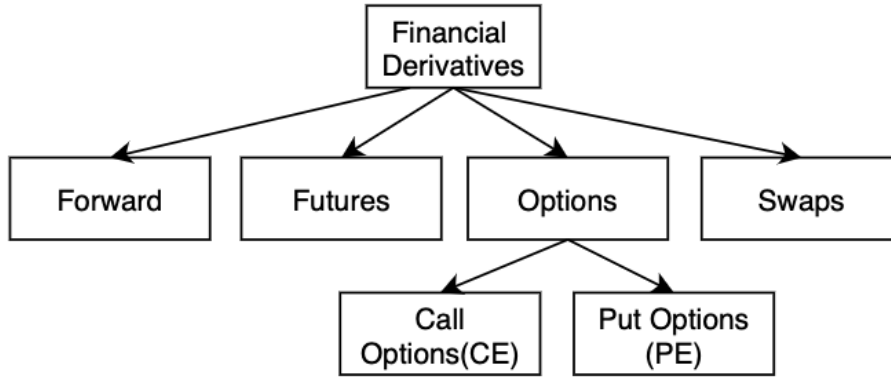 Financial
Derivatives
Forward
Futures
Options
Swaps
Call
Options(CE)
Put Options
(PE)